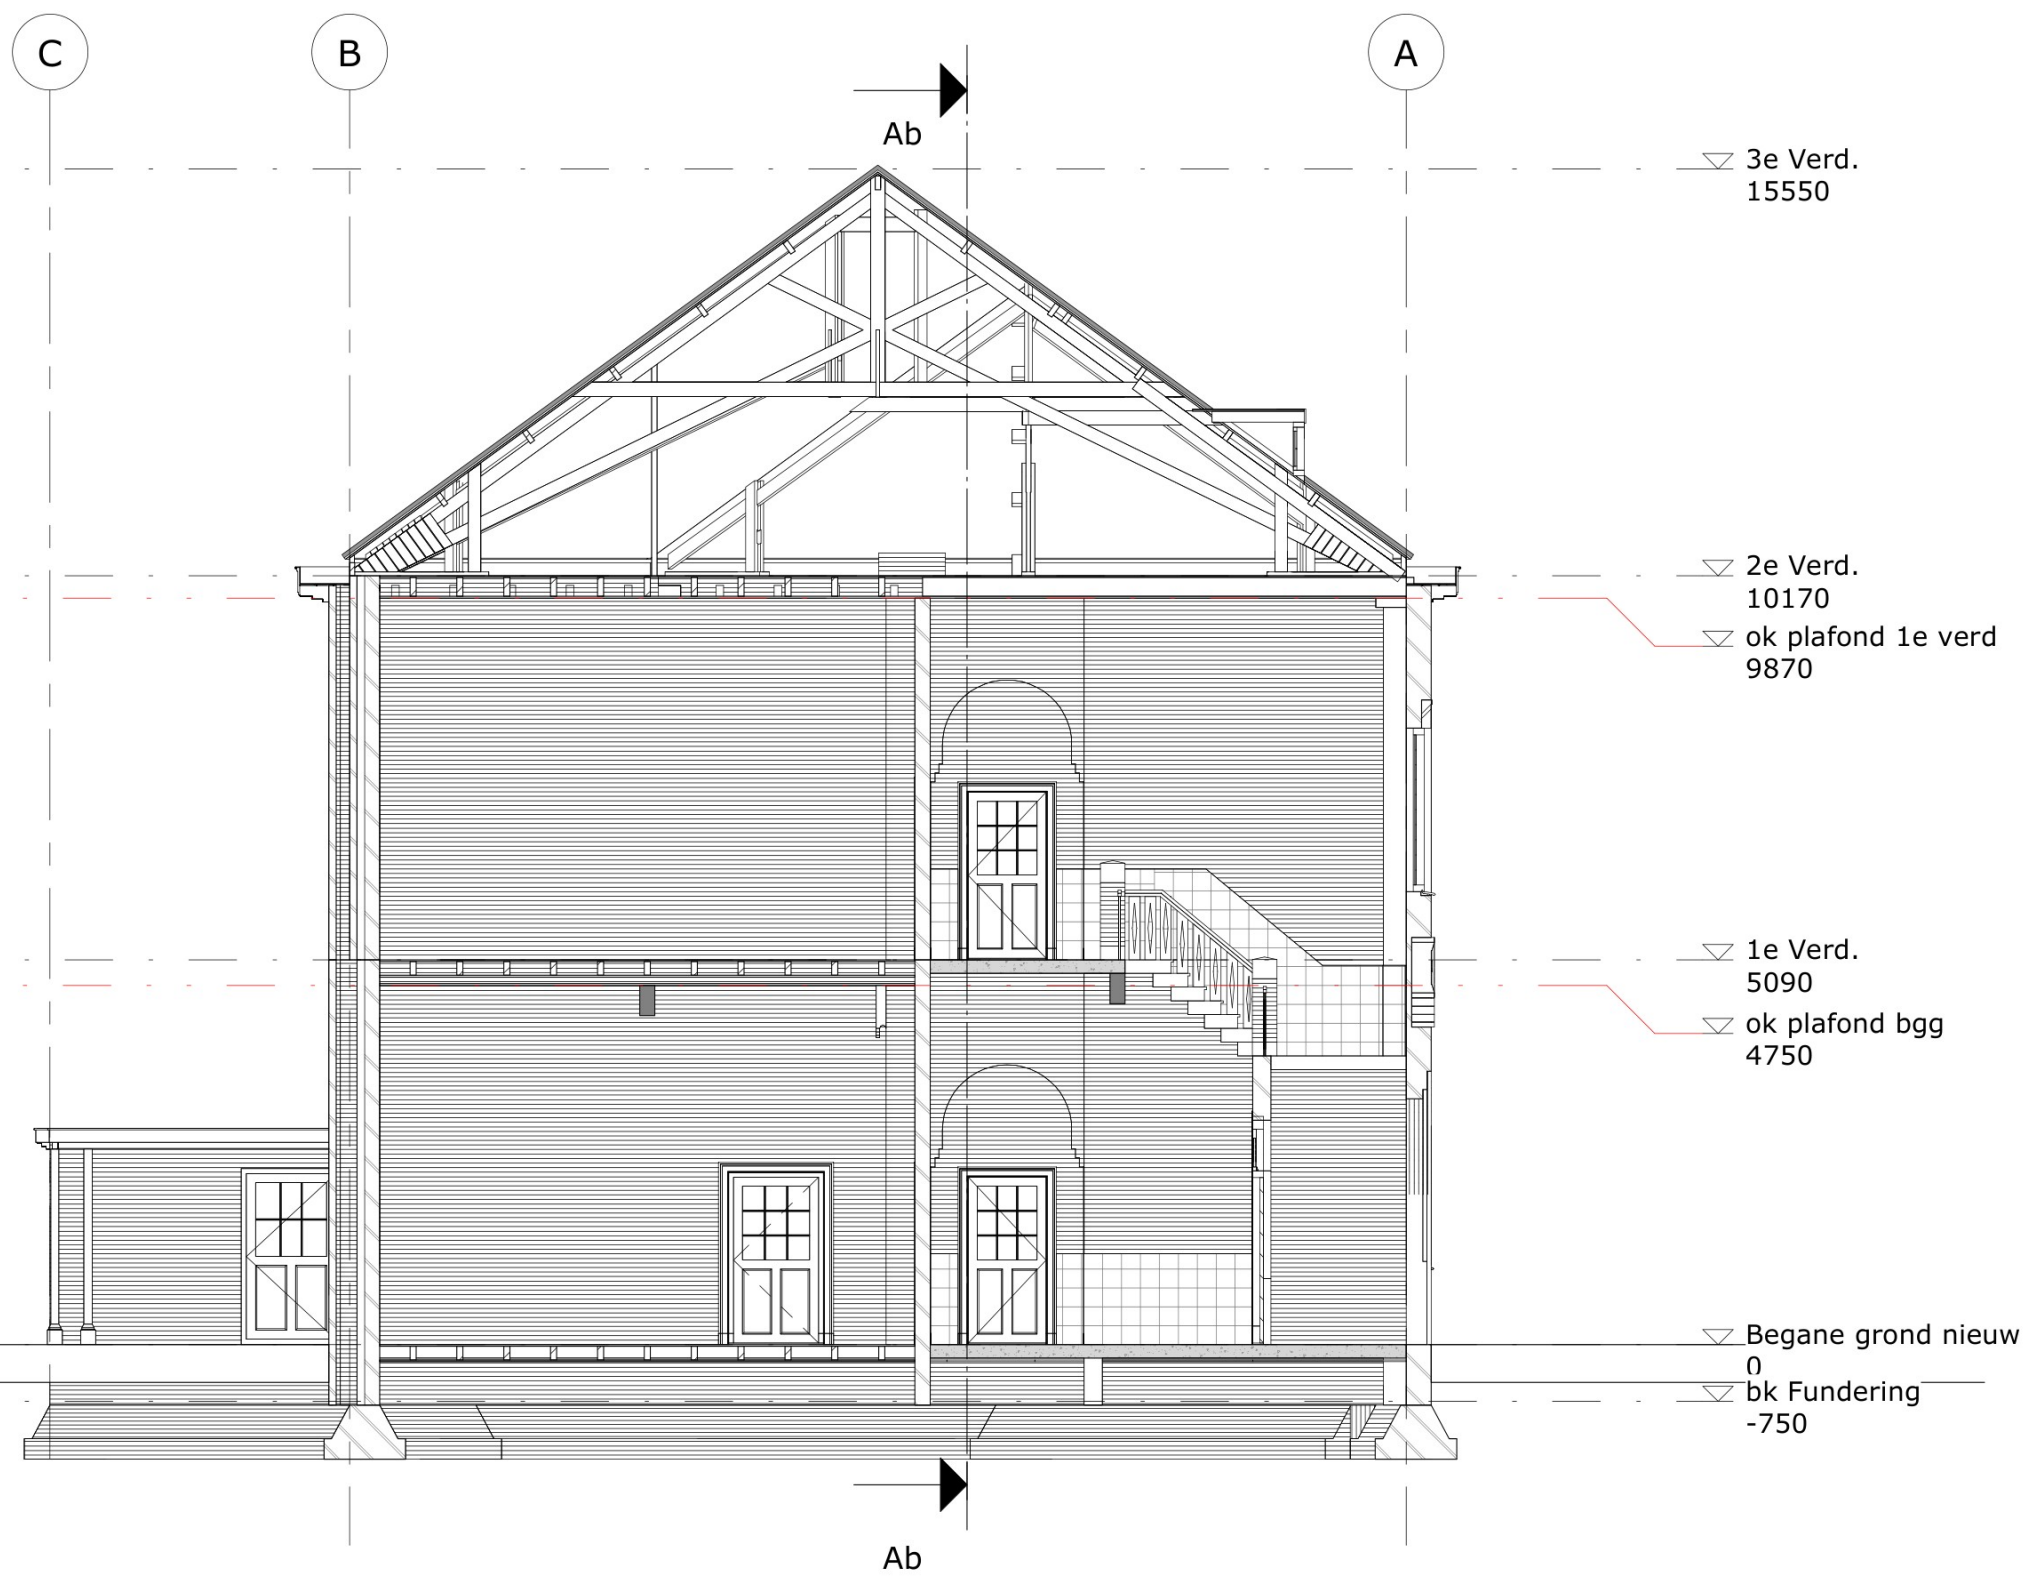 C
B
A
Ab
3e Verd.
15550
2e Verd.
10170
ok plafond 1e verd
9870
1e Verd.
5090
ok plafond bgg
4750
Begane grond nieuw
0
bk Fundering
-750
Ab